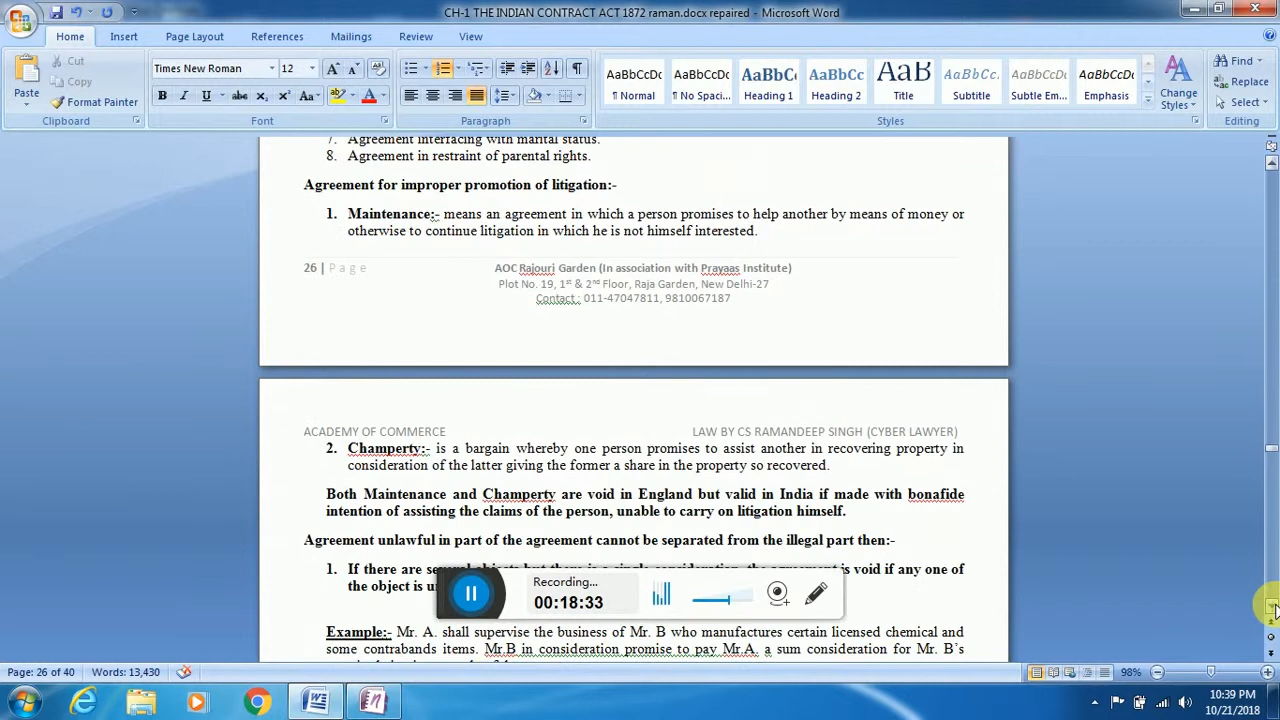 CH-1 THE INDIAN CONTRACT ACT 1872 raman.docx repaired - Microsoft Word
Home Insert Page Layout References Mailings Review View
Paste
Cut
Copy
Format Painter
Clipboard
Times New Roman 12
Font
Paragraph
AaBbCcDc AaBbCcDc AaBbCc AaBbCc AaB AaBbCc. AaBbCcDc AaBbCcDc
¶ Normal ¶ No Spaci... Heading 1 Heading 2 Title Subtitle Subtle Em... Emphasis
Change
Styles
Styles
Find
Replace
Select
Editing
7. Agreement interfacing with marital status.
8. Agreement in restraint of parental rights.
Agreement for improper promotion of litigation:-
1. Maintenance:- means an agreement in which a person promises to help another by means of money or
otherwise to continue litigation in which he is not himself interested.
26 | P a g e
AOC Rajouri Garden (In association with Prayaas Institute)
Plot No. 19, 1st & 2nd Floor, Raja Garden, New Delhi-27
Contact : 011-47047811, 9810067187
ACADEMY OF COMMERCE LAW BY CS RAMANDEEP SINGH (CYBER LAWYER)
2. Champerty:- is a bargain whereby one person promises to assist another in recovering property in
consideration of the latter giving the former a share in the property so recovered.
Both Maintenance and Champerty are void in England but valid in India if made with bonafide
intention of assisting the claims of the person, unable to carry on litigation himself.
Agreement unlawful in part of the agreement cannot be separated from the illegal part then:-
1. If there are several objects but there is a single consideration, the agreement is void if any one of
the object is u
Recording...
00:18:33
Example:- Mr. A. shall supervise the business of Mr. B who manufactures certain licensed chemical and
some contrabands items. Mr.B in consideration promise to pay Mr.A. a sum consideration for Mr. B's
Page: 26 of 40 Words: 13,430 98%
10:39 PM
10/21/2018